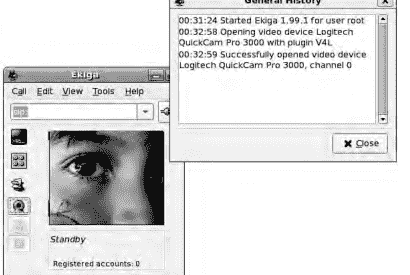 General History
00:31:24 Started Ekiga 1.99.1 for user root
00:32:58 Opening video device Logitech
QuickCam Pro 3000 with plugin V4L
00:32:59 Successfully opened video device
Logitech QuickCam Pro 3000, channel 0
Close
Ekiga
Call Edit View Tools Help
sip:
Standby
Registered accounts: 0